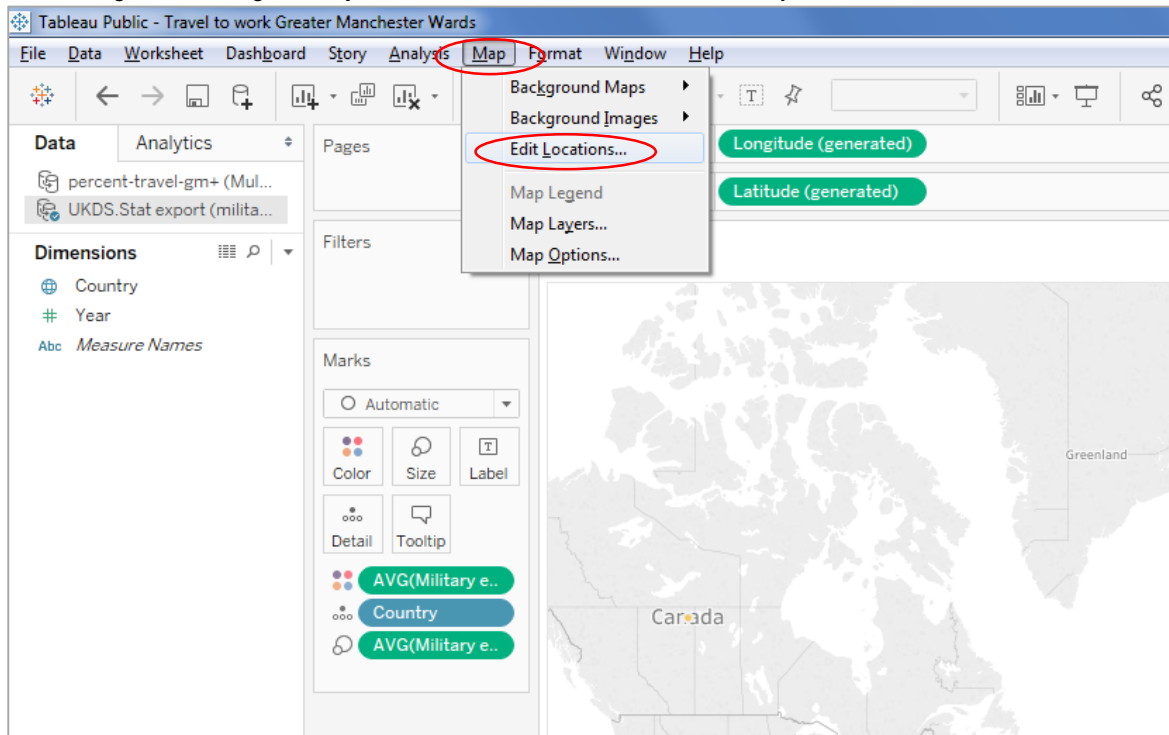 Tableau Public - Travel to work Greater Manchester Wards
File Data Worksheet Dashboard Story Analysis Map Format Window Help
Background Maps
Background Images
Edit Locations...
Map Legend
Map Layers...
Map Options...
Data Analytics
percent-travel-gm+ (Mul...
UKDS.Stat export (milita...
Dimensions
Country
Year
Abc Measure Names
Pages
Filters
Marks
Automatic
Color Size Label
Detail Tooltip
AVG(Military e..
Country
AVG(Military e..
Longitude (generated)
Latitude (generated)
Greenland
Canada